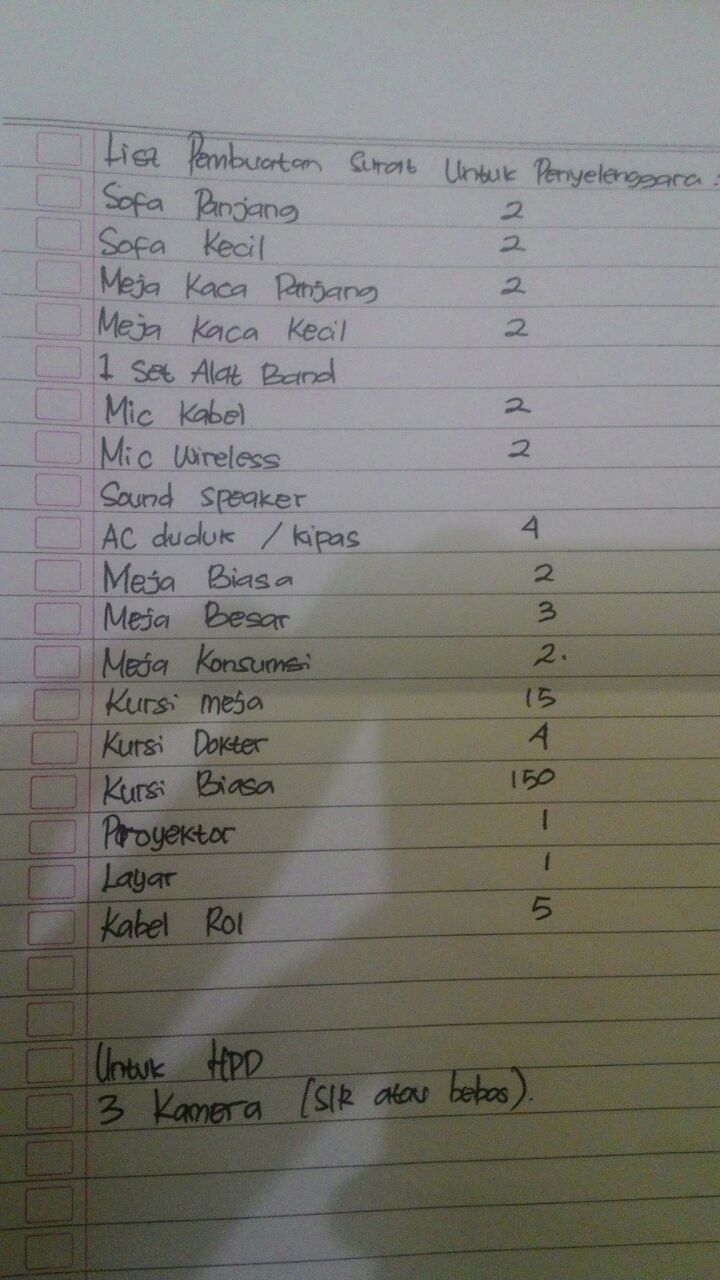 List Pembuatan Surat Untuk Penyelenggara :
Sofa Panjang 2
Sofa Kecil 2
Meja Kaca Panjang 2
Meja Kaca Kecil 2
1 Set Alat Band
Mic Kabel 2
Mic Wireless 2
Sound speaker
AC duduk / kipas 4
Meja Biasa 2
Meja Besar 3
Meja Konsumsi 2.
Kursi meja 15
Kursi Dokter 4
Kursi Biasa 150
Proyektor 1
Layar 1
Kabel Rol 5
Untuk HPD
3 Kamera (SlR atau bebas).